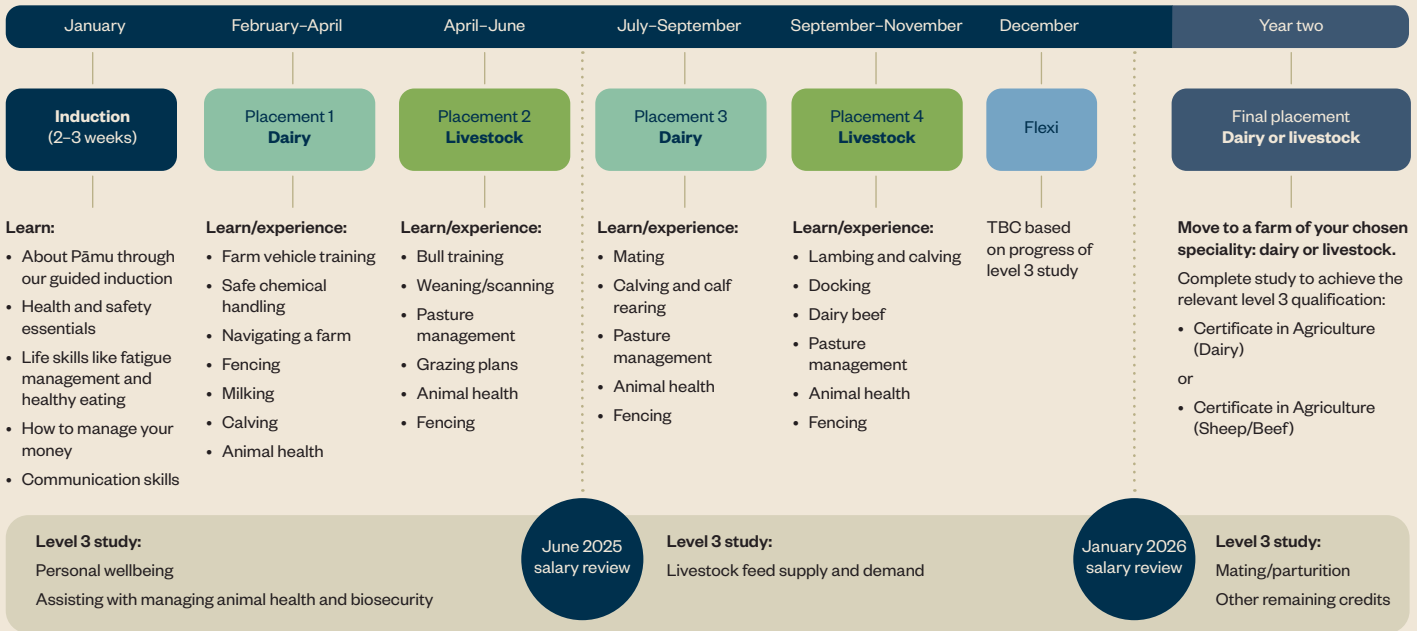 January
February–April
April–June
July–September
September–November
December
Year two
Induction
(2–3 weeks)
Placement 1
Dairy
Placement 2
Livestock
Placement 3
Dairy
Placement 4
Livestock
Flexi
Final placement
Dairy or livestock
Learn:
• About Pāmu through
our guided induction
• Health and safety
essentials
• Life skills like fatigue
management and
healthy eating
• How to manage your
money
• Communication skills
Learn/experience:
• Farm vehicle training
• Safe chemical
handling
• Navigating a farm
• Fencing
• Milking
• Calving
• Animal health
Learn/experience:
• Bull training
• Weaning/scanning
• Pasture
management
• Grazing plans
• Animal health
• Fencing
Learn/experience:
• Mating
• Calving and calf
rearing
• Pasture
management
• Animal health
• Fencing
Learn/experience:
• Lambing and calving
• Docking
• Dairy beef
• Pasture
management
• Animal health
• Fencing
TBC based
on progress of
level 3 study
Move to a farm of your chosen
speciality: dairy or livestock.
Complete study to achieve the
relevant level 3 qualification:
• Certificate in Agriculture
(Dairy)
or
• Certificate in Agriculture
(Sheep/Beef)
Level 3 study:
Personal wellbeing
Assisting with managing animal health and biosecurity
June 2025
salary review
Level 3 study:
Livestock feed supply and demand
January 2026
salary review
Level 3 study:
Mating/parturition
Other remaining credits